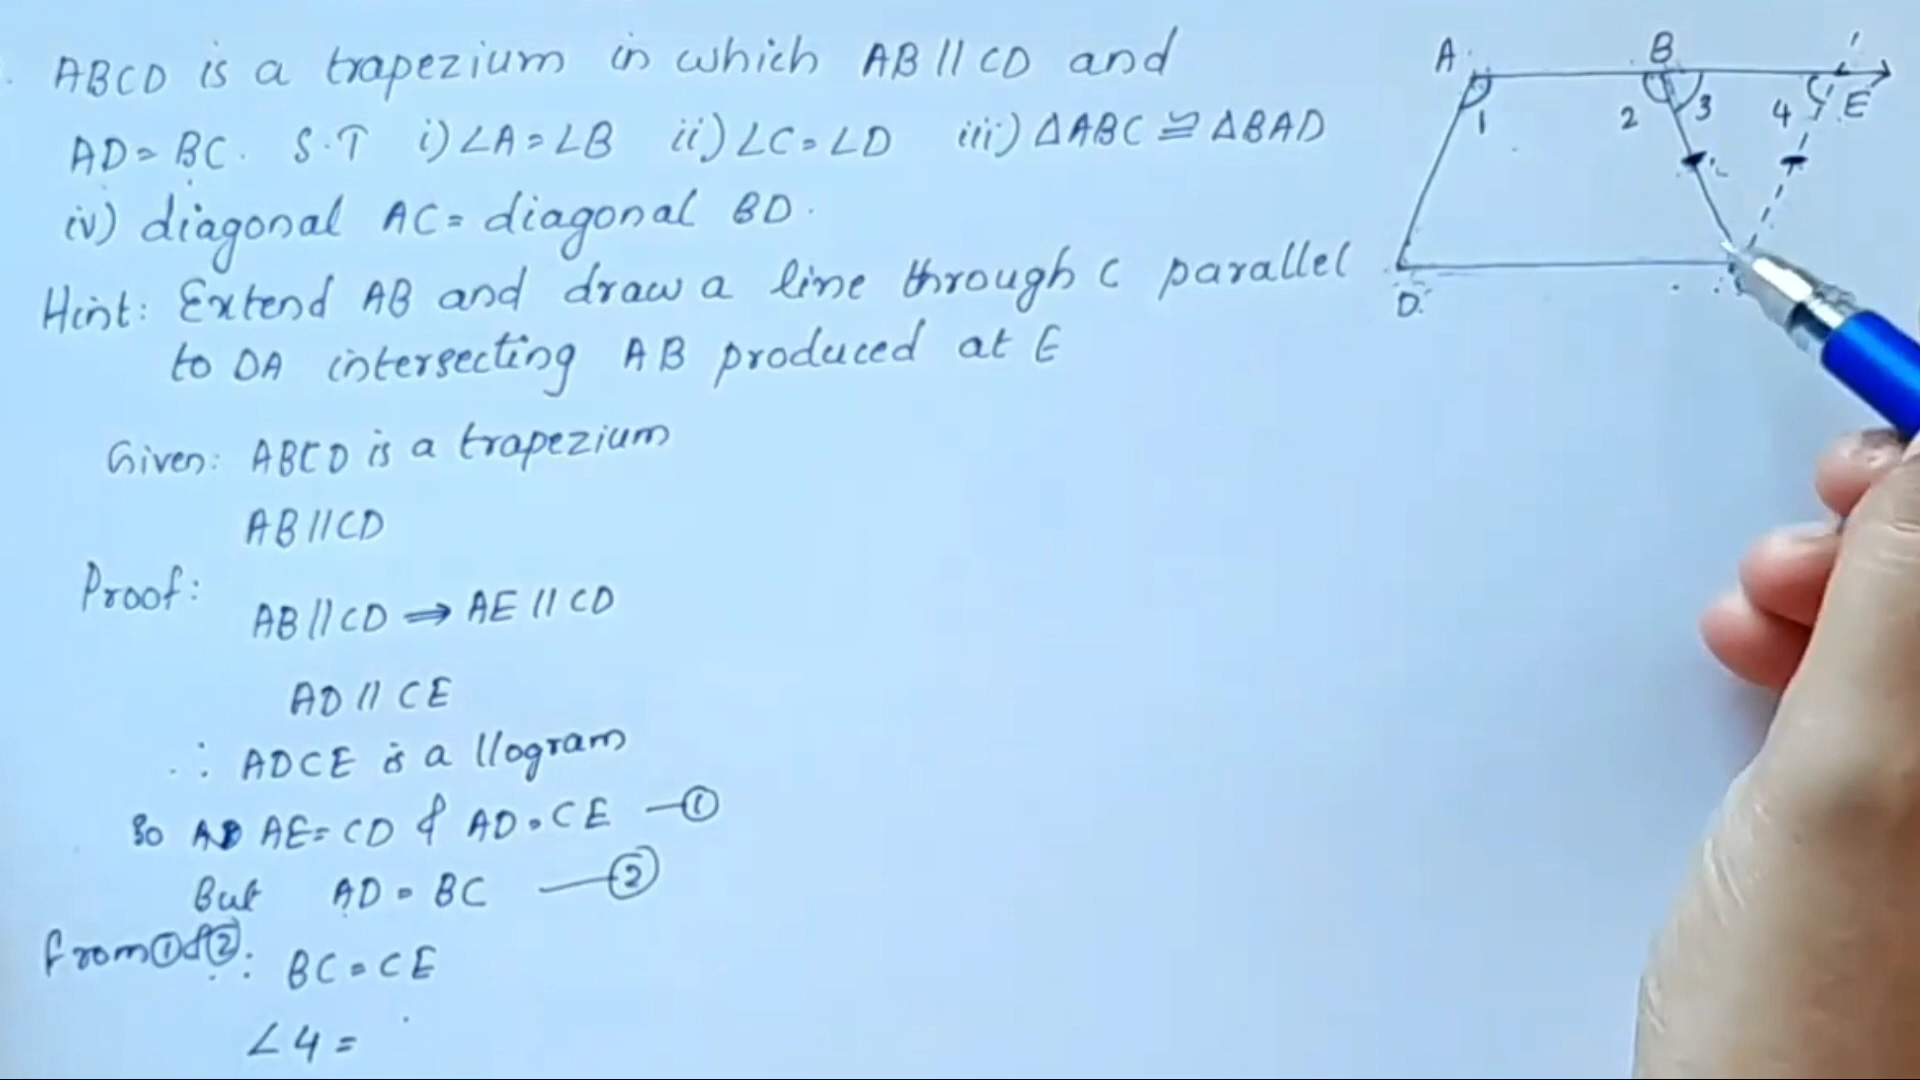 ABCD is a trapezium in which AB // CD and
AD = BC. S.T i) ∠A = ∠B ii) ∠C = ∠D iii) ΔABC ≅ ΔBAD
iv) diagonal AC = diagonal BD.
Hint: Extend AB and draw a line through C parallel
to DA intersecting AB produced at E
Given: ABCD is a trapezium
AB // CD
Proof:
AB // CD ⇒ AE // CD
AD // CE
∴ ADCE is a llogram
So AE = CD & AD = CE — ①
But AD = BC — ②
from ① & ② ∴ BC = CE
∠4 =
A B
1 2 3 4 E
D